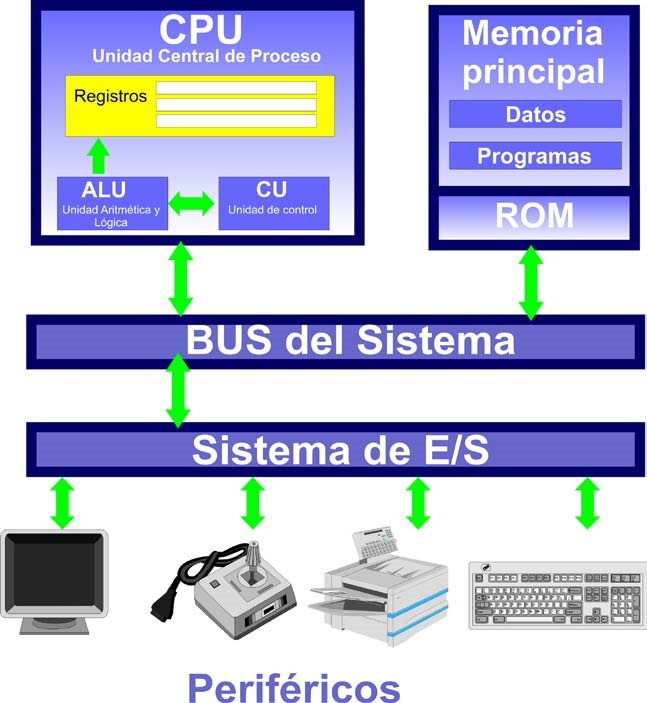 CPU
Unidad Central de Proceso
Registros
ALU
Unidad Aritmética y
Lógica
CU
Unidad de control
Memoria
principal
Datos
Programas
ROM
BUS del Sistema
Sistema de E/S
Periféricos